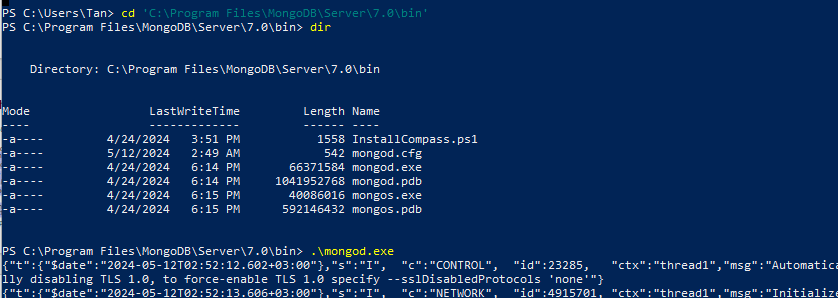 PS C:\Users\Tan> cd 'C:\Program Files\MongoDB\Server\7.0\bin'
PS C:\Program Files\MongoDB\Server\7.0\bin> dir
Directory: C:\Program Files\MongoDB\Server\7.0\bin
Mode LastWriteTime Length Name
---- ------------- ------ ----
-a---- 4/24/2024 3:51 PM 1558 InstallCompass.ps1
-a---- 5/12/2024 2:49 AM 542 mongod.cfg
-a---- 4/24/2024 6:14 PM 66371584 mongod.exe
-a---- 4/24/2024 6:14 PM 1041952768 mongod.pdb
-a---- 4/24/2024 6:15 PM 40086016 mongos.exe
-a---- 4/24/2024 6:15 PM 592146432 mongos.pdb
PS C:\Program Files\MongoDB\Server\7.0\bin> .\mongod.exe
{"t":{"$date":"2024-05-12T02:52:12.602+03:00"},"s":"I", "c":"CONTROL", "id":23285, "ctx":"thread1","msg":"Automatica
lly disabling TLS 1.0, to force-enable TLS 1.0 specify --sslDisabledProtocols 'none'"}
{"t":{"$date":"2024-05-12T02:52:13.606+03:00"},"s":"I", "c":"NETWORK", "id":4915701, "ctx":"thread1","msg":"Initializ